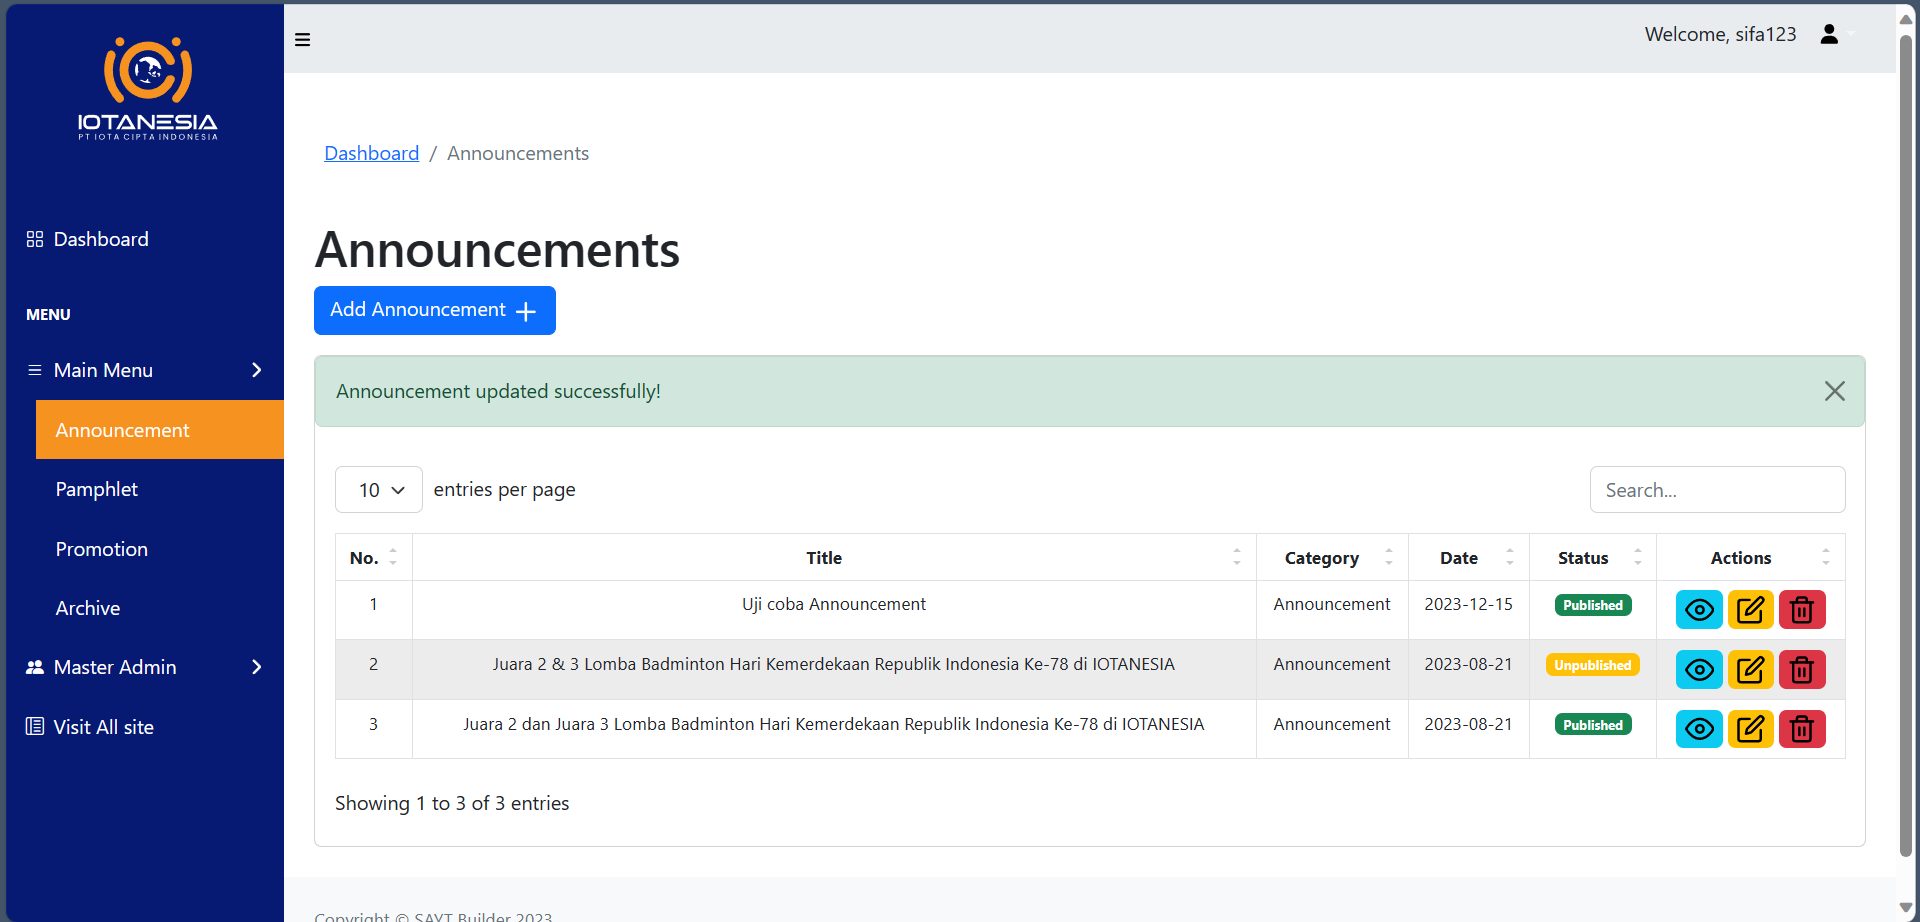 IOTANESIA
PT IOTA CIPTA INDONESIA
Welcome, sifa123
Dashboard / Announcements
Dashboard
MENU
Main Menu
Announcement
Pamphlet
Promotion
Archive
Master Admin
Visit All site
Announcements
Add Announcement
Announcement updated successfully!
10 entries per page
Search...
No. Title Category Date Status Actions
1 Uji coba Announcement Announcement 2023-12-15 Published
2 Juara 2 & 3 Lomba Badminton Hari Kemerdekaan Republik Indonesia Ke-78 di IOTANESIA Announcement 2023-08-21 Unpublished
3 Juara 2 dan Juara 3 Lomba Badminton Hari Kemerdekaan Republik Indonesia Ke-78 di IOTANESIA Announcement 2023-08-21 Published
Showing 1 to 3 of 3 entries
Copyright © SAYT Builder 2023